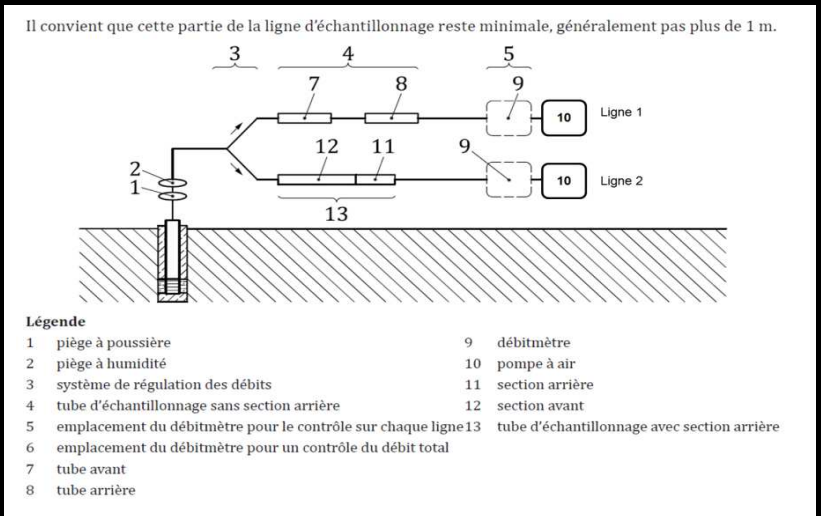 Il convient que cette partie de la ligne d'échantillonnage reste minimale, généralement pas plus de 1 m.
3 4 5
7 8 9
10 Ligne 1
12 11 9
2
1
10 Ligne 2
13
Légende
1 piège à poussière
2 piège à humidité
3 système de régulation des débits
4 tube d'échantillonnage sans section arrière
5 emplacement du débitmètre pour le contrôle sur chaque ligne
6 emplacement du débitmètre pour un contrôle du débit total
7 tube avant
8 tube arrière
9 débitmètre
10 pompe à air
11 section arrière
12 section avant
13 tube d'échantillonnage avec section arrière